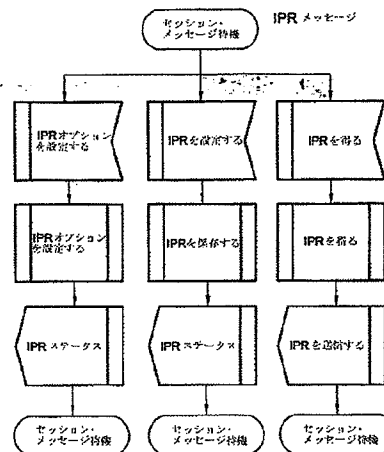 セッション・
メッセージ待機
IPR メッセージ
IPRオプション
を設定する
IPRを設定する
IPRを得る
IPRオプション
を設定する
IPRを保存する
IPRを得る
IPR ステータス
IPR ステータス
IPRを送信する
セッション・
メッセージ待機
セッション・
メッセージ待機
セッション・
メッセージ待機